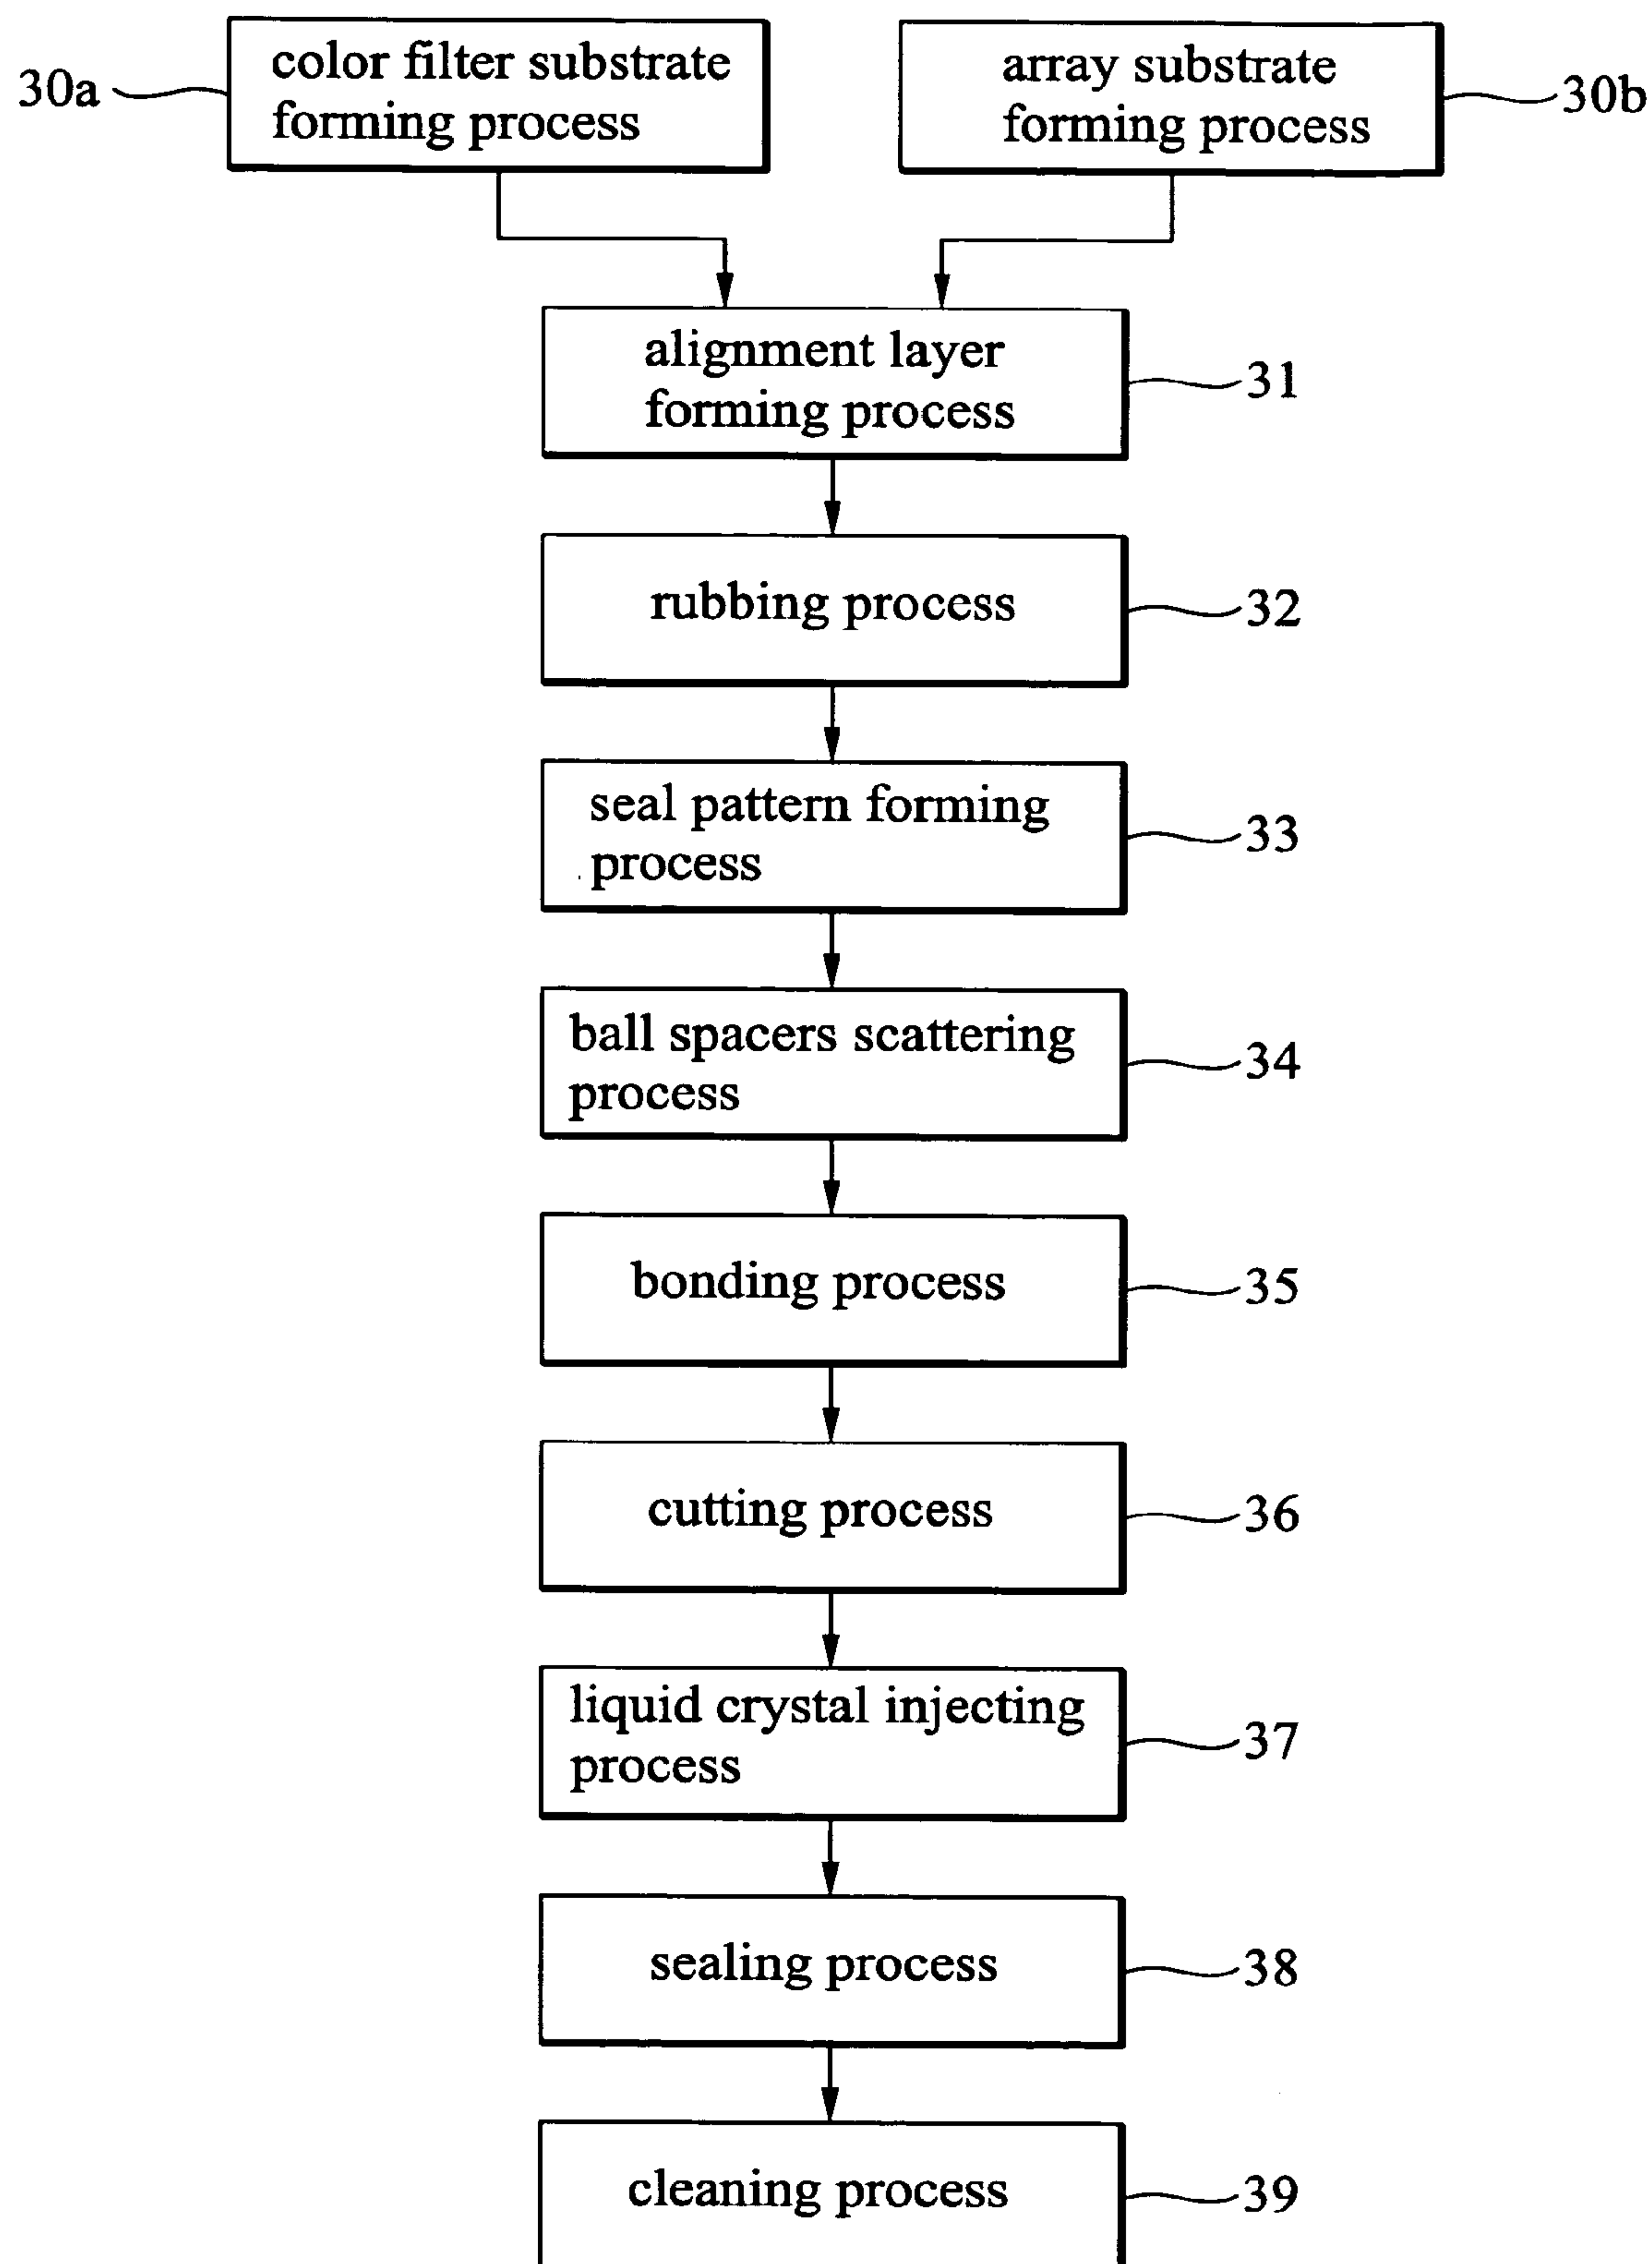 color filter substrate
forming process
30a
array substrate
forming process
30b
alignment layer
forming process
31
rubbing process
32
seal pattern forming
process
33
ball spacers scattering
process
34
bonding process
35
cutting process
36
liquid crystal injecting
process
37
sealing process
38
cleaning process
39